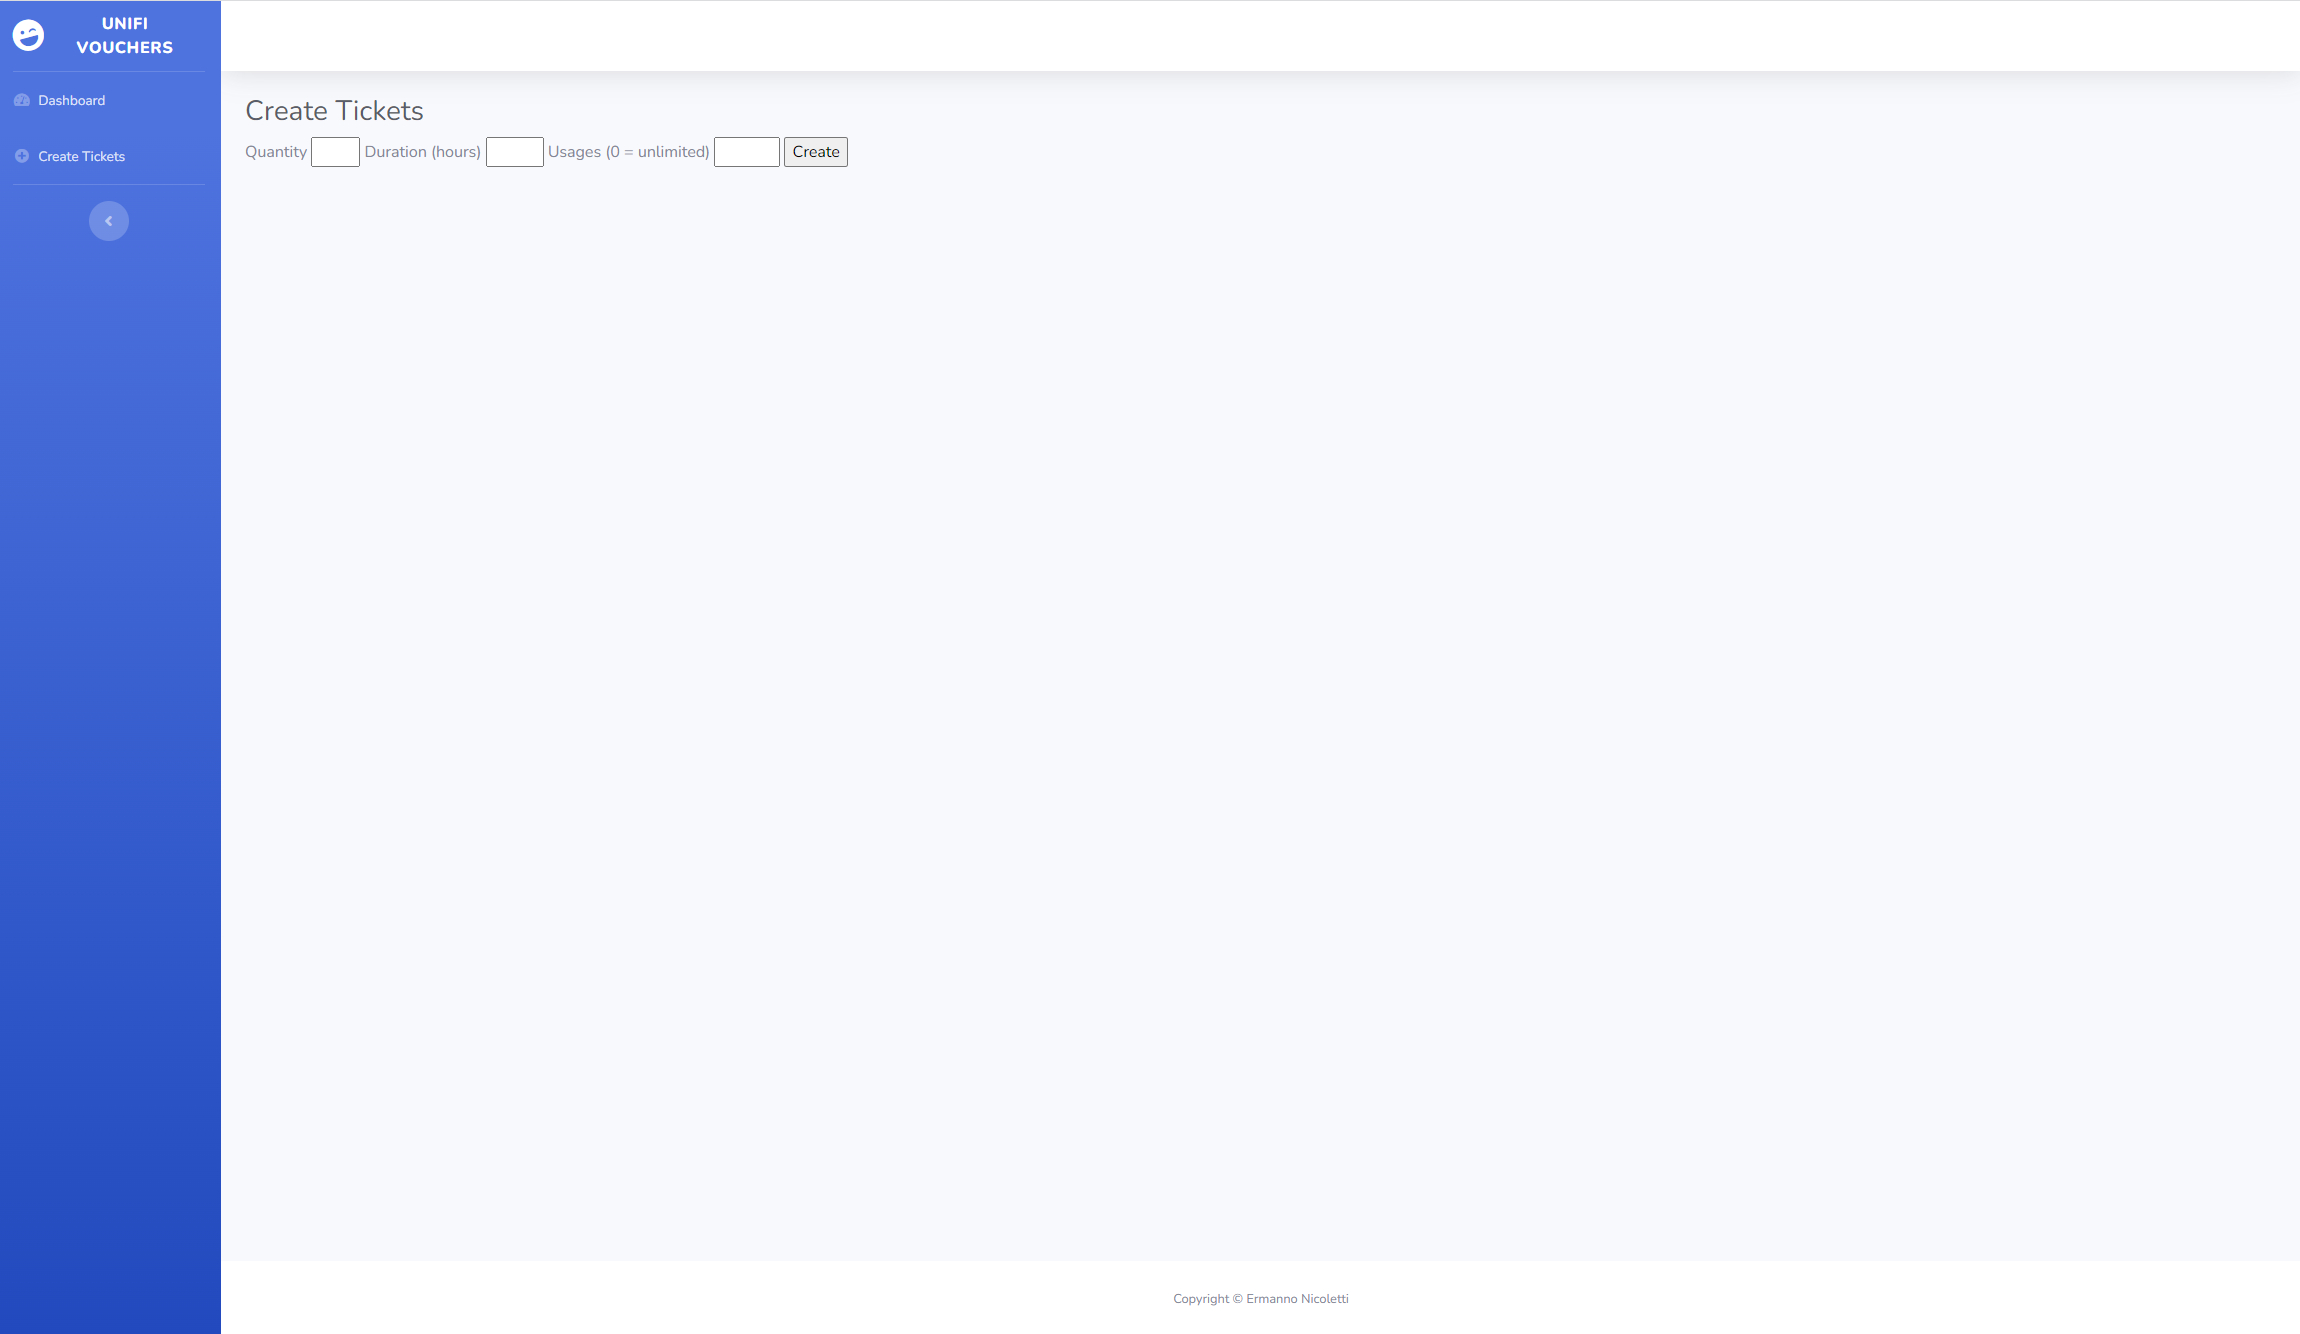 UNIFI
VOUCHERS
Dashboard
Create Tickets
Create Tickets
Quantity Duration (hours) Usages (0 = unlimited) Create
Copyright © Ermanno Nicoletti